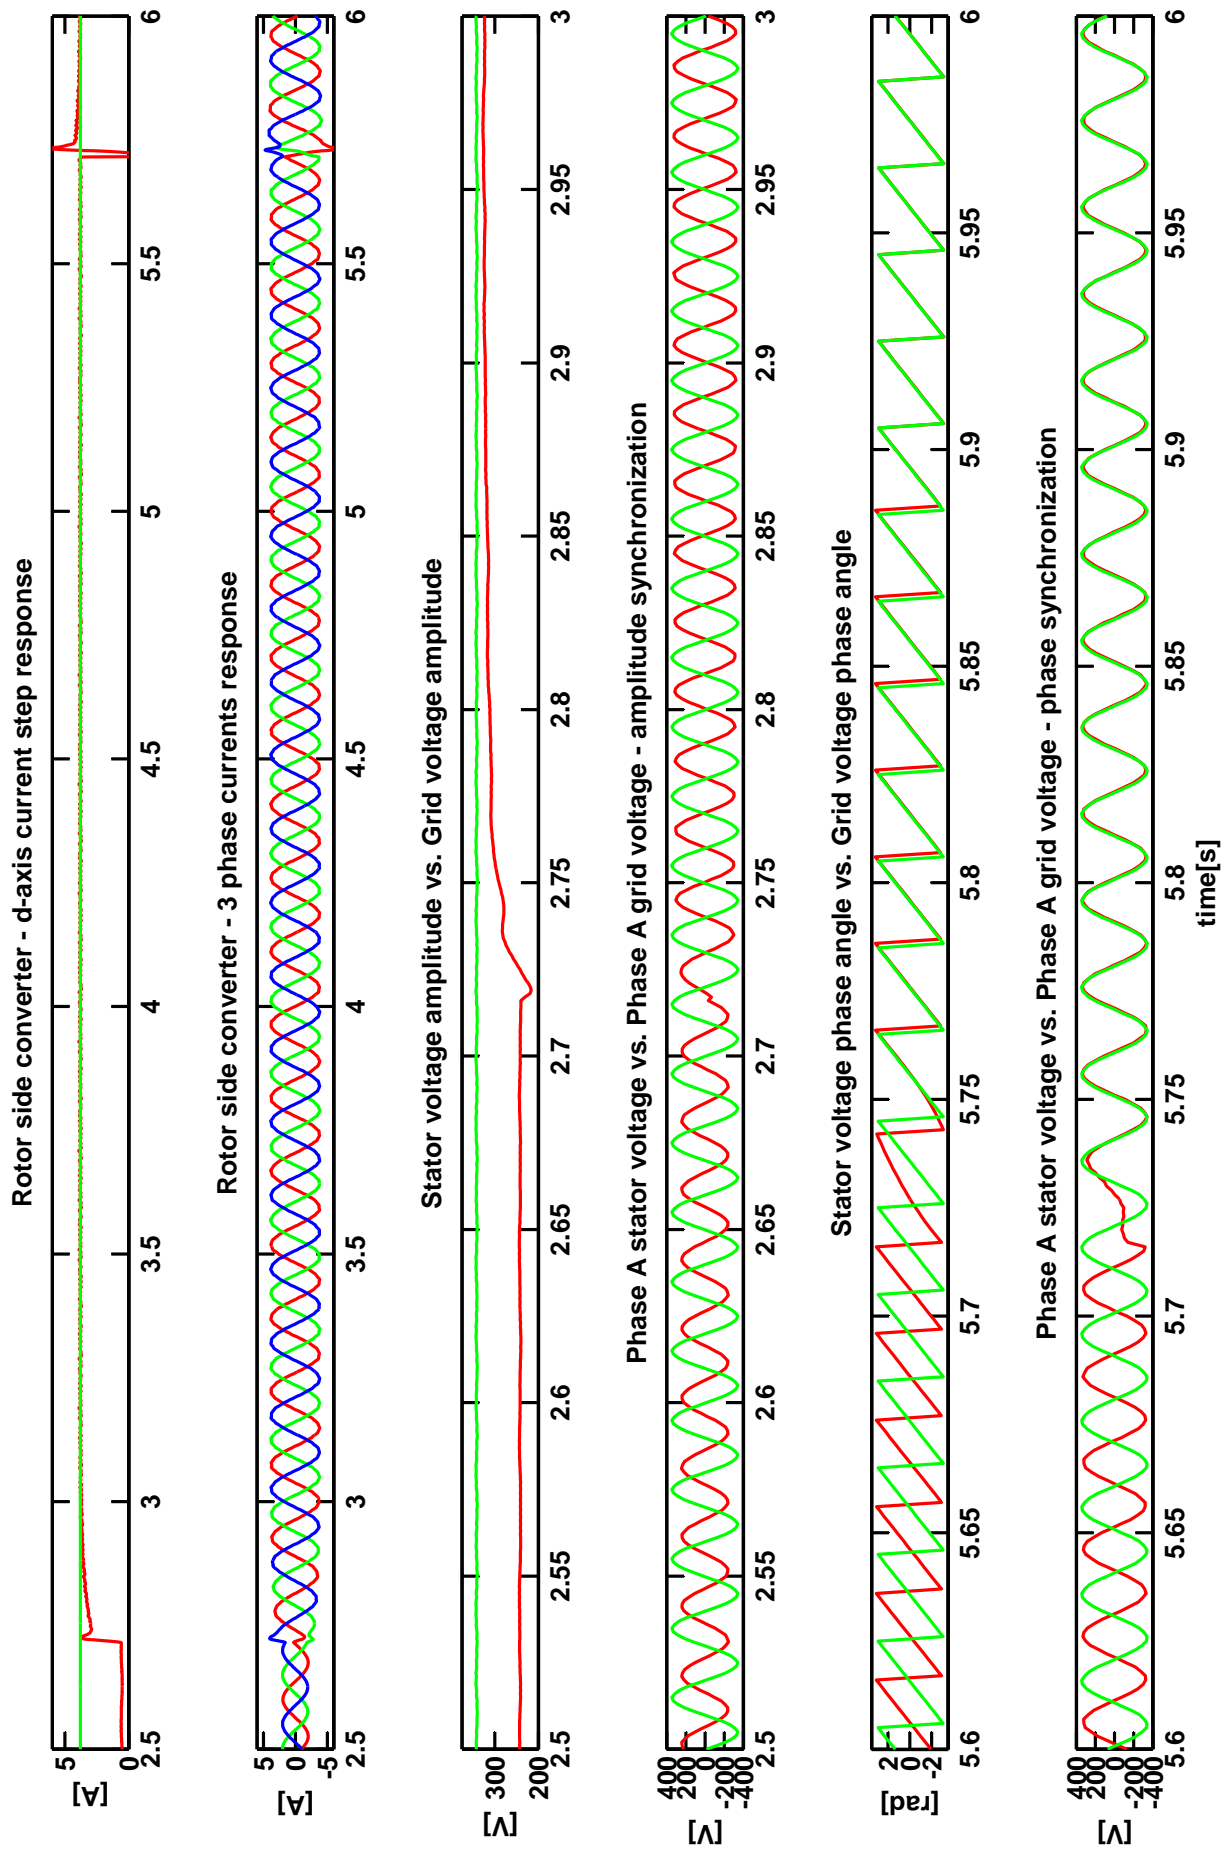 Rotor side converter - d-axis current step response
[A]
5
0
2.5 3 3.5 4 4.5 5 5.5 6
Rotor side converter - 3 phase currents response
[A]
5
0
-5
2.5 3 3.5 4 4.5 5 5.5 6
Stator voltage amplitude vs. Grid voltage amplitude
[V]
300
200
2.5 2.55 2.6 2.65 2.7 2.75 2.8 2.85 2.9 2.95 3
Phase A stator voltage vs. Phase A grid voltage - amplitude synchronization
[V]
400
200
0
-200
-400
2.5 2.55 2.6 2.65 2.7 2.75 2.8 2.85 2.9 2.95 3
Stator voltage phase angle vs. Grid voltage phase angle
[rad]
2
0
-2
5.6 5.65 5.7 5.75 5.8 5.85 5.9 5.95 6
Phase A stator voltage vs. Phase A grid voltage - phase synchronization
[V]
400
200
0
-200
-400
5.6 5.65 5.7 5.75 5.8 5.85 5.9 5.95 6
time[s]